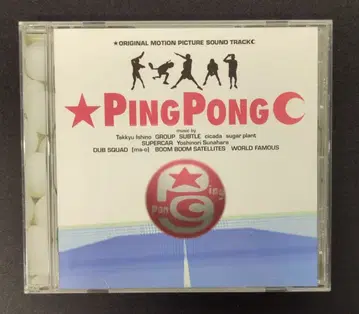 ★ORIGINAL MOTION PICTURE SOUND TRACK☾
★PINGPONG☾
music by
Takkyu Ishino GROUP SUBTLE cicada sugar plant
SUPERCAR Yoshinori Sunahara
DUB SQUAD [ma-o] BOOM BOOM SATELLITES WORLD FAMOUS
Ping
Pong